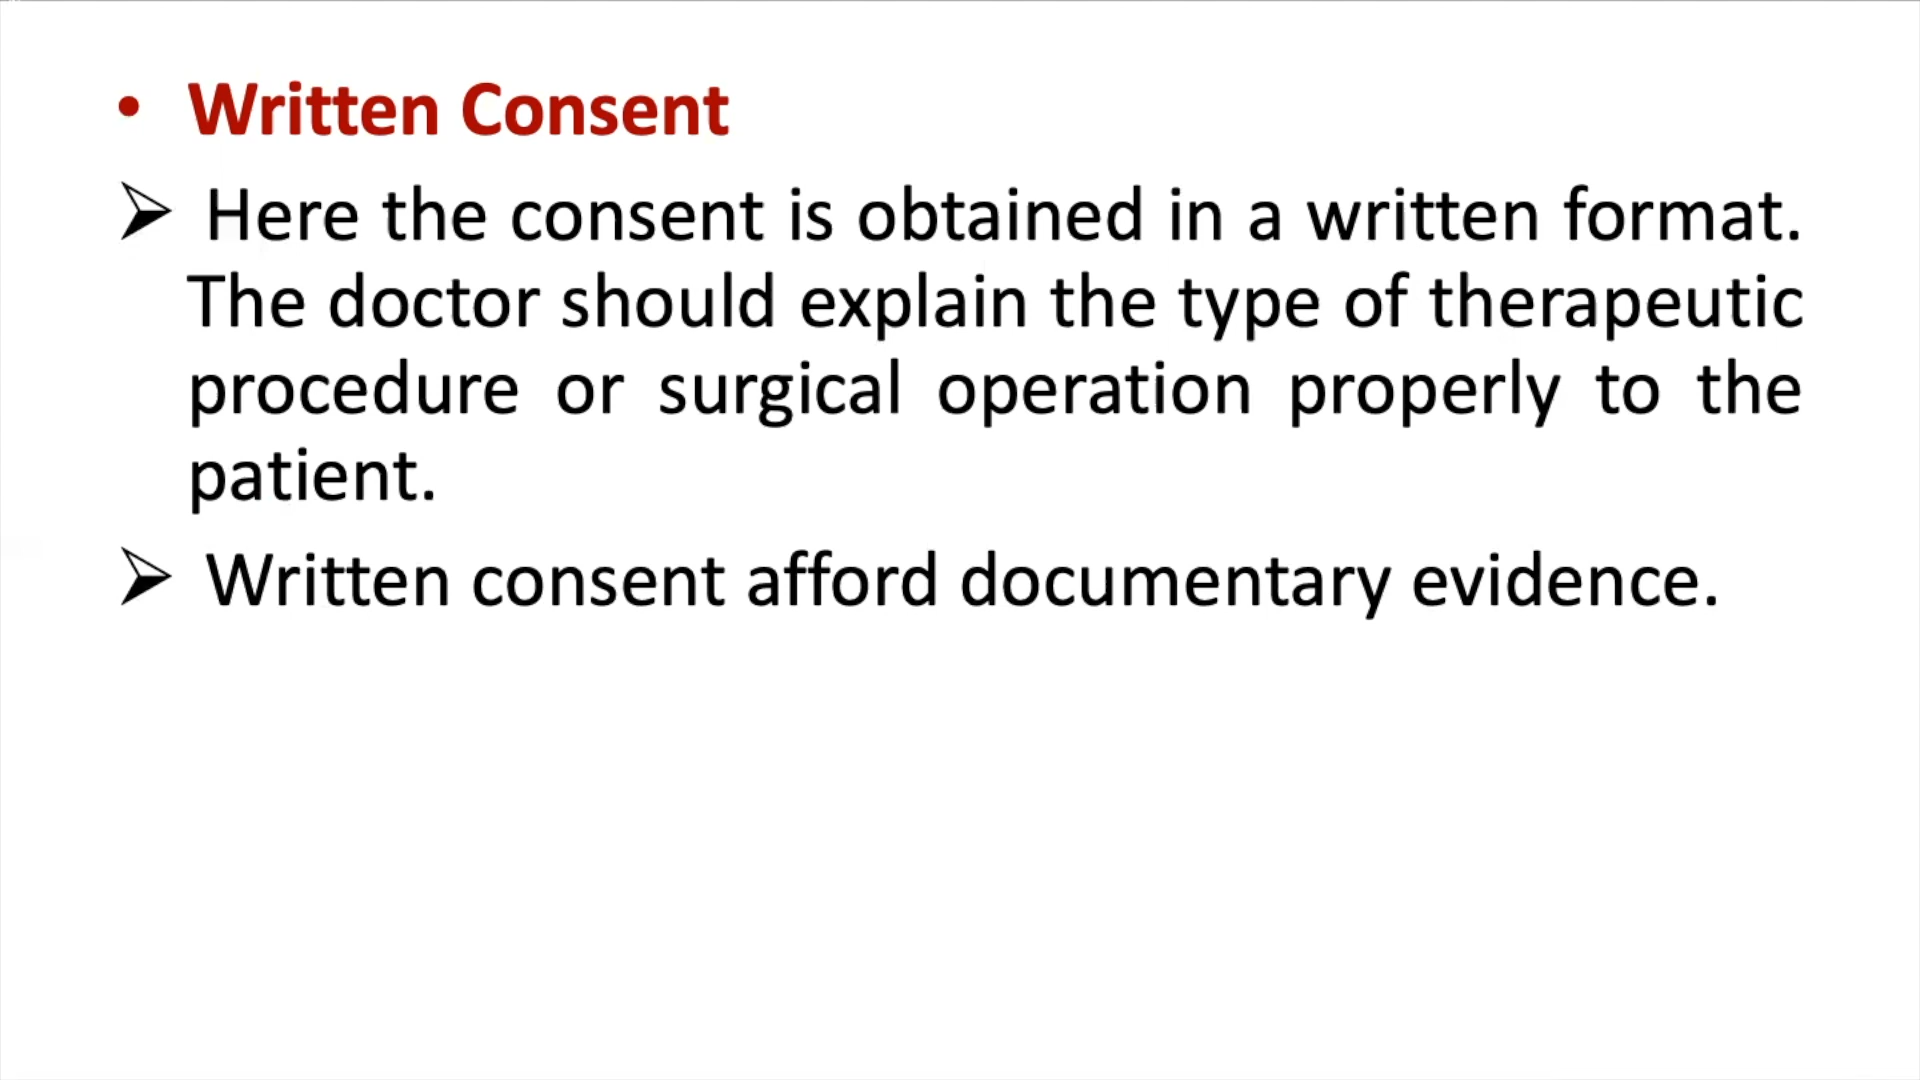 • Written Consent
➢ Here the consent is obtained in a written format.
The doctor should explain the type of therapeutic
procedure or surgical operation properly to the
patient.
➢ Written consent afford documentary evidence.